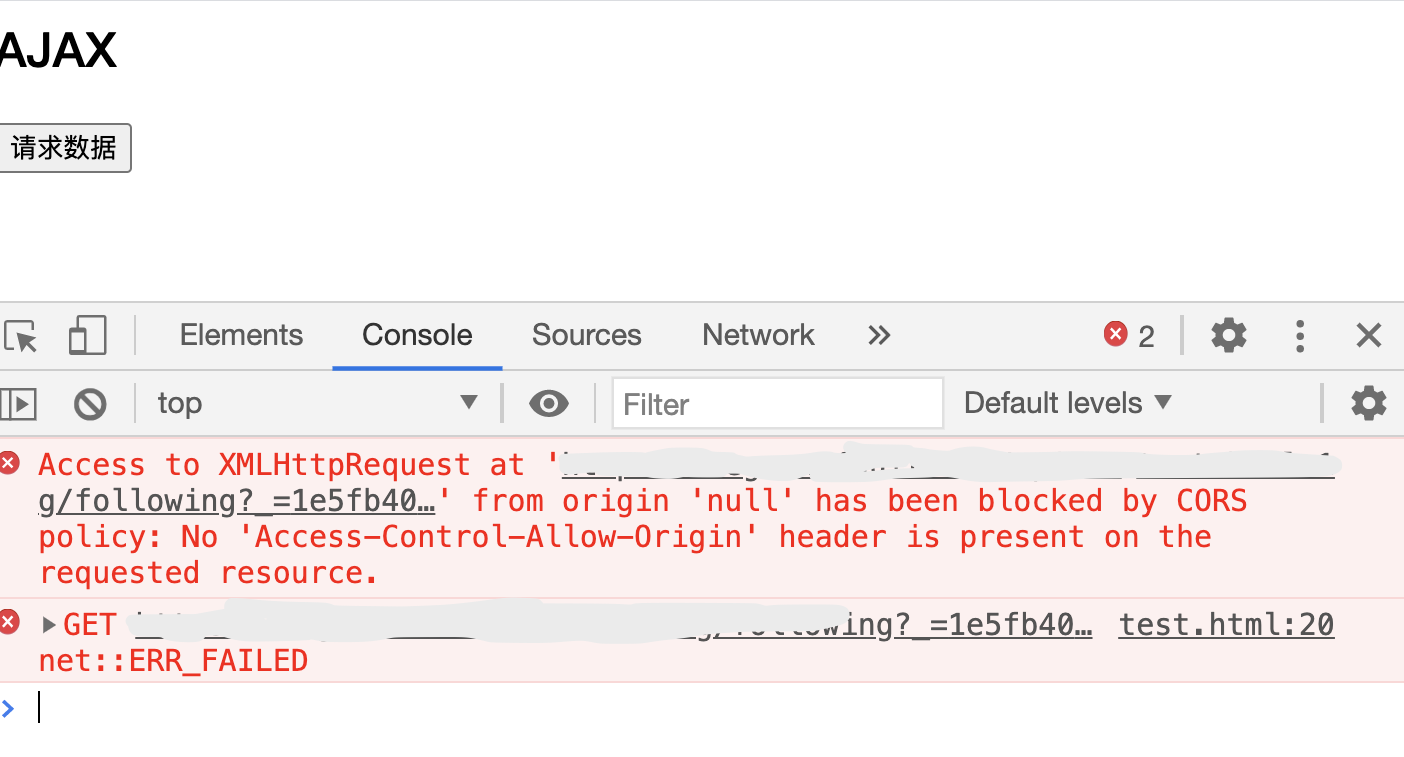 AJAX
请求数据
Elements Console Sources Network 2
top Filter Default levels
Access to XMLHttpRequest at '
g/following?_=1e5fb40…' from origin 'null' has been blocked by CORS
policy: No 'Access-Control-Allow-Origin' header is present on the
requested resource.
GET g/following?_=1e5fb40… test.html:20
net::ERR_FAILED